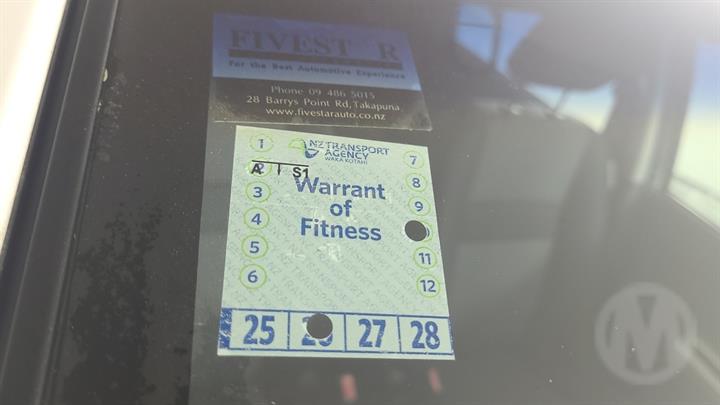 FIVEST R
For the Best Automotive Experience
Phone 09 486 5015
28 Barrys Point Rd, Takapuna
www.fivestarauto.co.nz
NZ TRANSPORT
AGENCY
WAKA KOTAHI
A S1
Warrant
of
Fitness
1
2
3
4
5
6
7
8
9
11
12
25 27 28
M